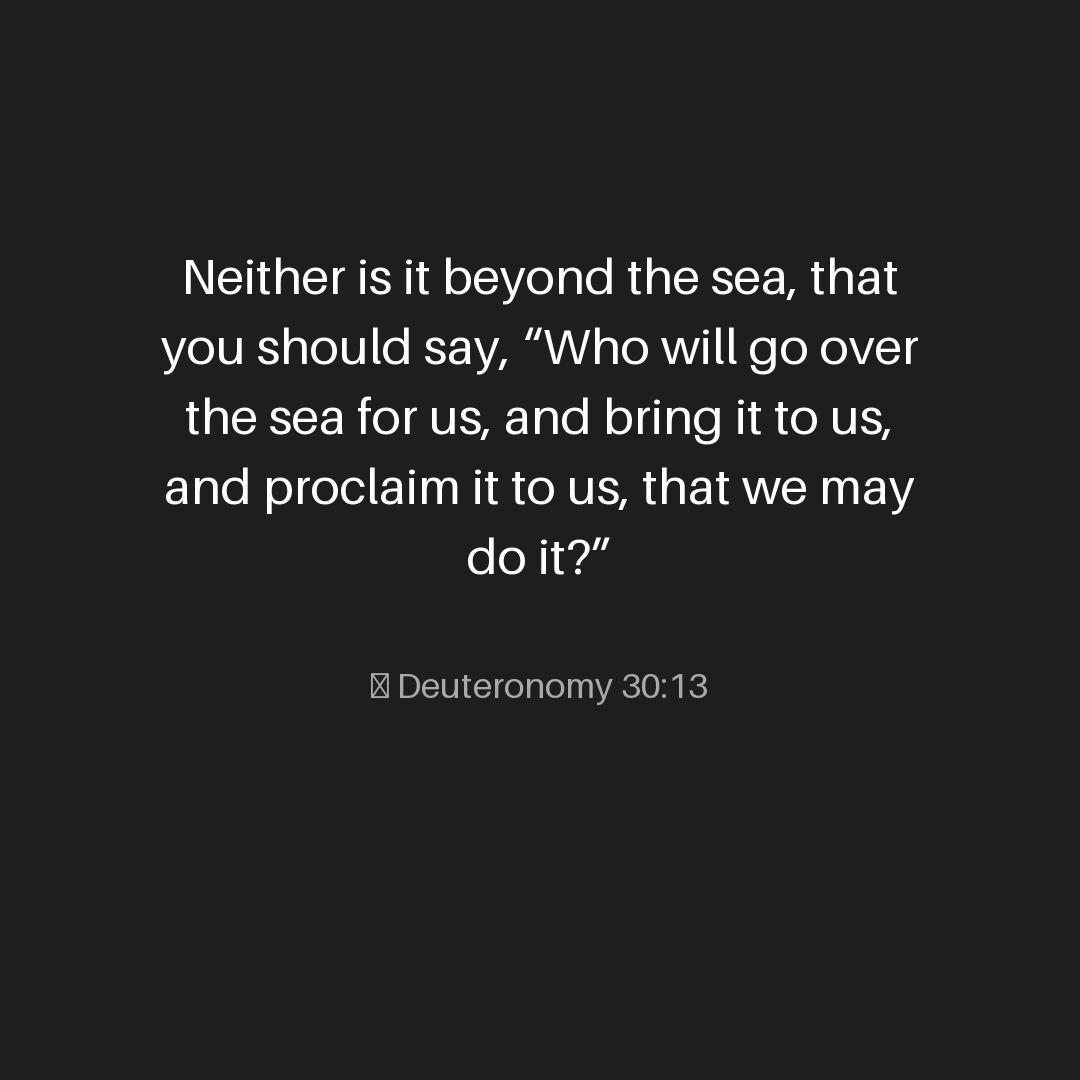 Neither is it beyond the sea, that
you should say, “Who will go over
the sea for us, and bring it to us,
and proclaim it to us, that we may
do it?”
Deuteronomy 30:13